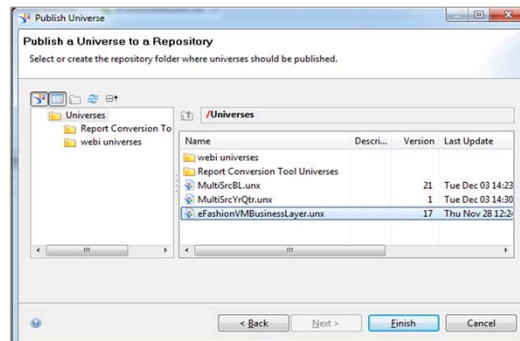 Publish Universe
Publish a Universe to a Repository
Select or create the repository folder where universes should be published.
Universes
Report Conversion To
webi universes
/Universes
Name Descri... Version Last Update
webi universes
Report Conversion Tool Universes
MultiSrcBL.unx 21 Tue Dec 03 14:23
MultiSrcYrQtr.unx 1 Tue Dec 03 14:30
eFashionVMBusinessLayer.unx 17 Thu Nov 28 12:2
< Back Next > Finish Cancel